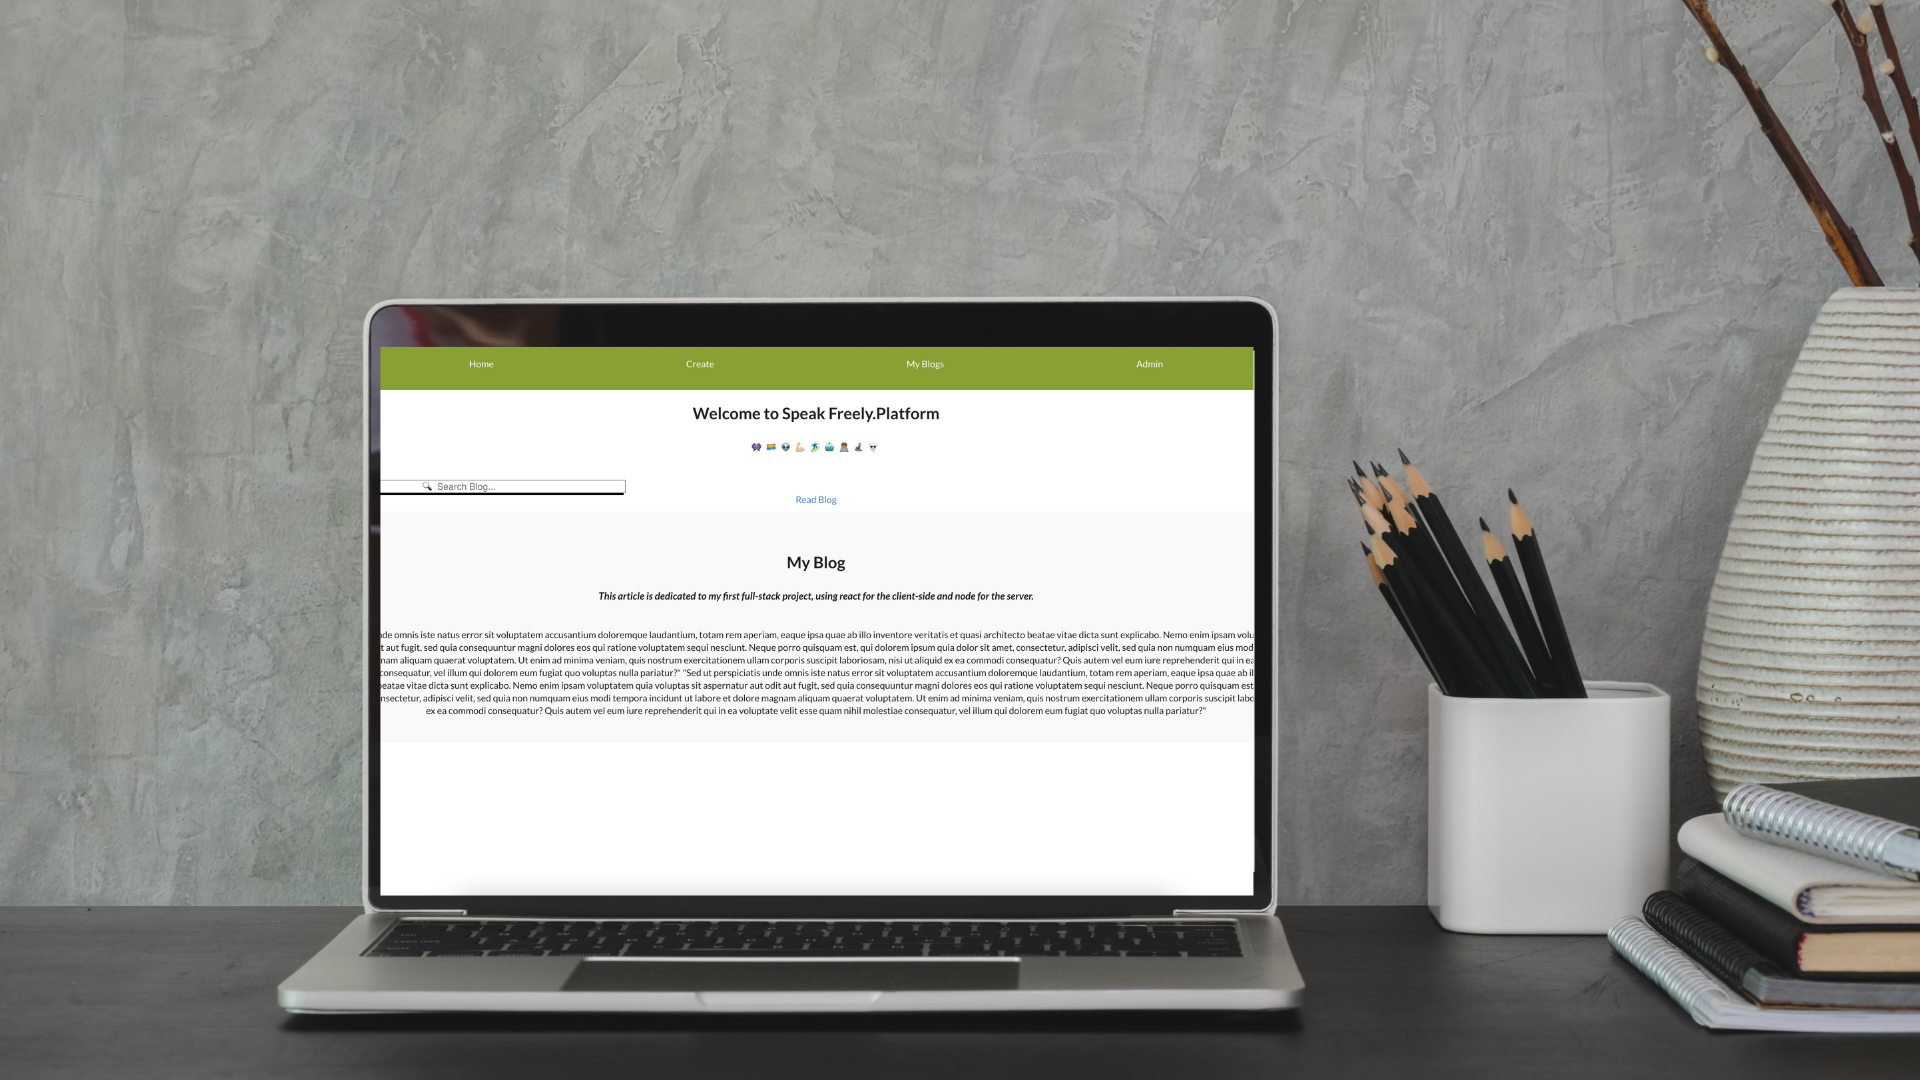 Home Create My Blogs Admin
Welcome to Speak Freely.Platform
Search Blog...
Read Blog
My Blog
This article is dedicated to my first full-stack project, using react for the client-side and node for the server.
omnis iste natus error sit voluptatem accusantium doloremque laudantium, totam rem aperiam, eaque ipsa quae ab illo inventore veritatis et quasi architecto beatae vitae dicta sunt explicabo. Nemo enim ipsam
aut fugit, sed quia consequuntur magni dolores eos qui ratione voluptatem sequi nesciunt. Neque porro quisquam est, qui dolorem ipsum quia dolor sit amet, consectetur, adipisci velit, sed quia non numquam eius
aliquam quaerat voluptatem. Ut enim ad minima veniam, quis nostrum exercitationem ullam corporis suscipit laboriosam, nisi ut aliquid ex ea commodi consequatur? Quis autem vel eum iure reprehenderit qui in ea
consequatur, vel illum qui dolorem eum fugiat quo voluptas nulla pariatur?" "Sed ut perspiciatis unde omnis iste natus error sit voluptatem accusantium doloremque laudantium, totam rem aperiam, eaque ipsa quae ab
vitae dicta sunt explicabo. Nemo enim ipsam voluptatem quia voluptas sit aspernatur aut odit aut fugit, sed quia consequuntur magni dolores eos qui ratione voluptatem sequi nesciunt. Neque porro quisquam est
adipisci velit, sed quia non numquam eius modi tempora incidunt ut labore et dolore magnam aliquam quaerat voluptatem. Ut enim ad minima veniam, quis nostrum exercitationem ullam corporis suscipit
ex ea commodi consequatur? Quis autem vel eum iure reprehenderit qui in ea voluptate velit esse quam nihil molestiae consequatur, vel illum qui dolorem eum fugiat quo voluptas nulla pariatur?"